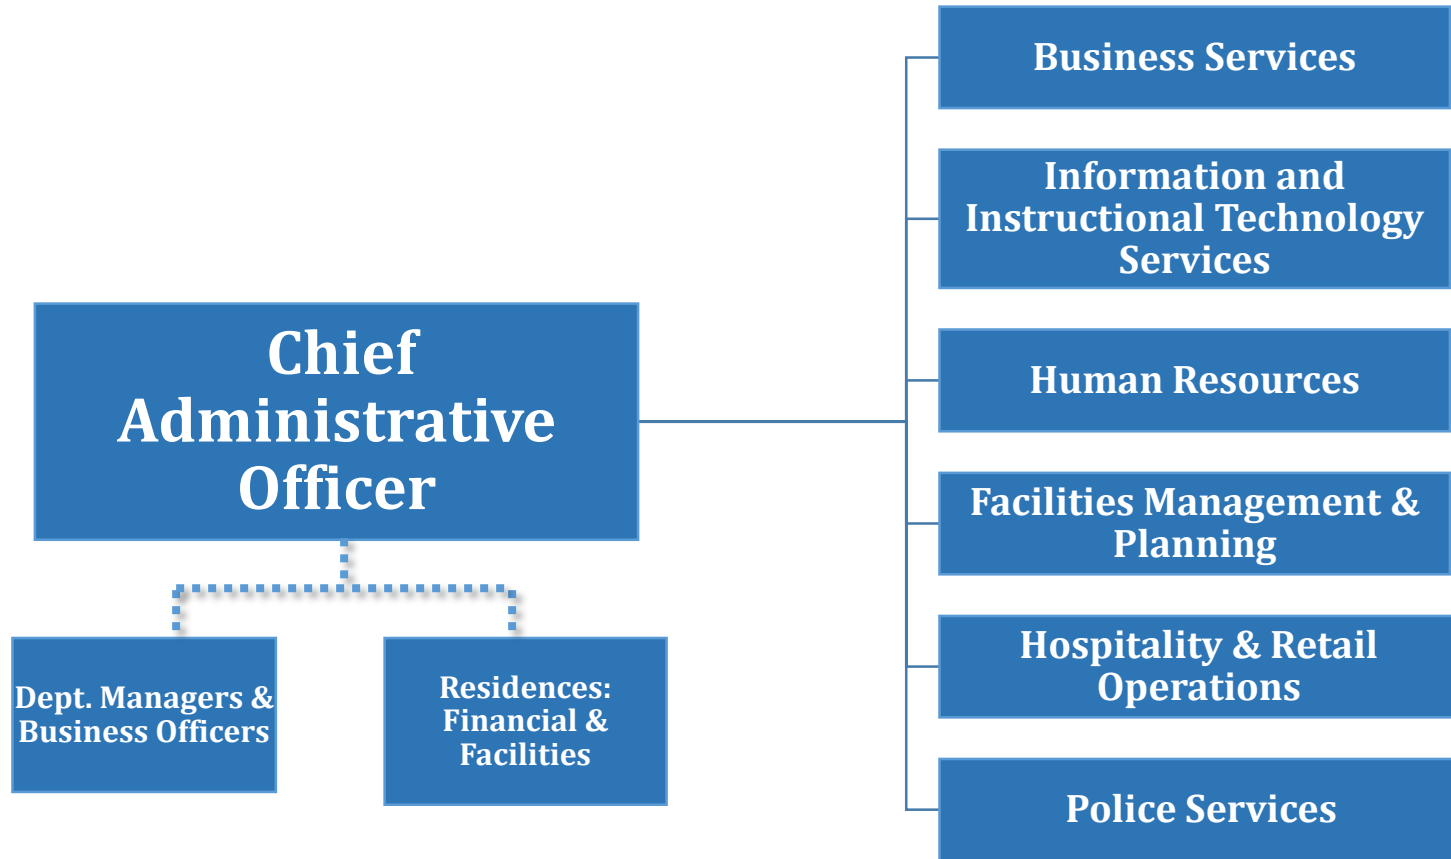 Business Services
Information and
Instructional Technology
Services
Chief
Administrative
Officer
Human Resources
Facilities Management &
Planning
Hospitality & Retail
Operations
Police Services
Dept. Managers &
Business Officers
Residences:
Financial &
Facilities